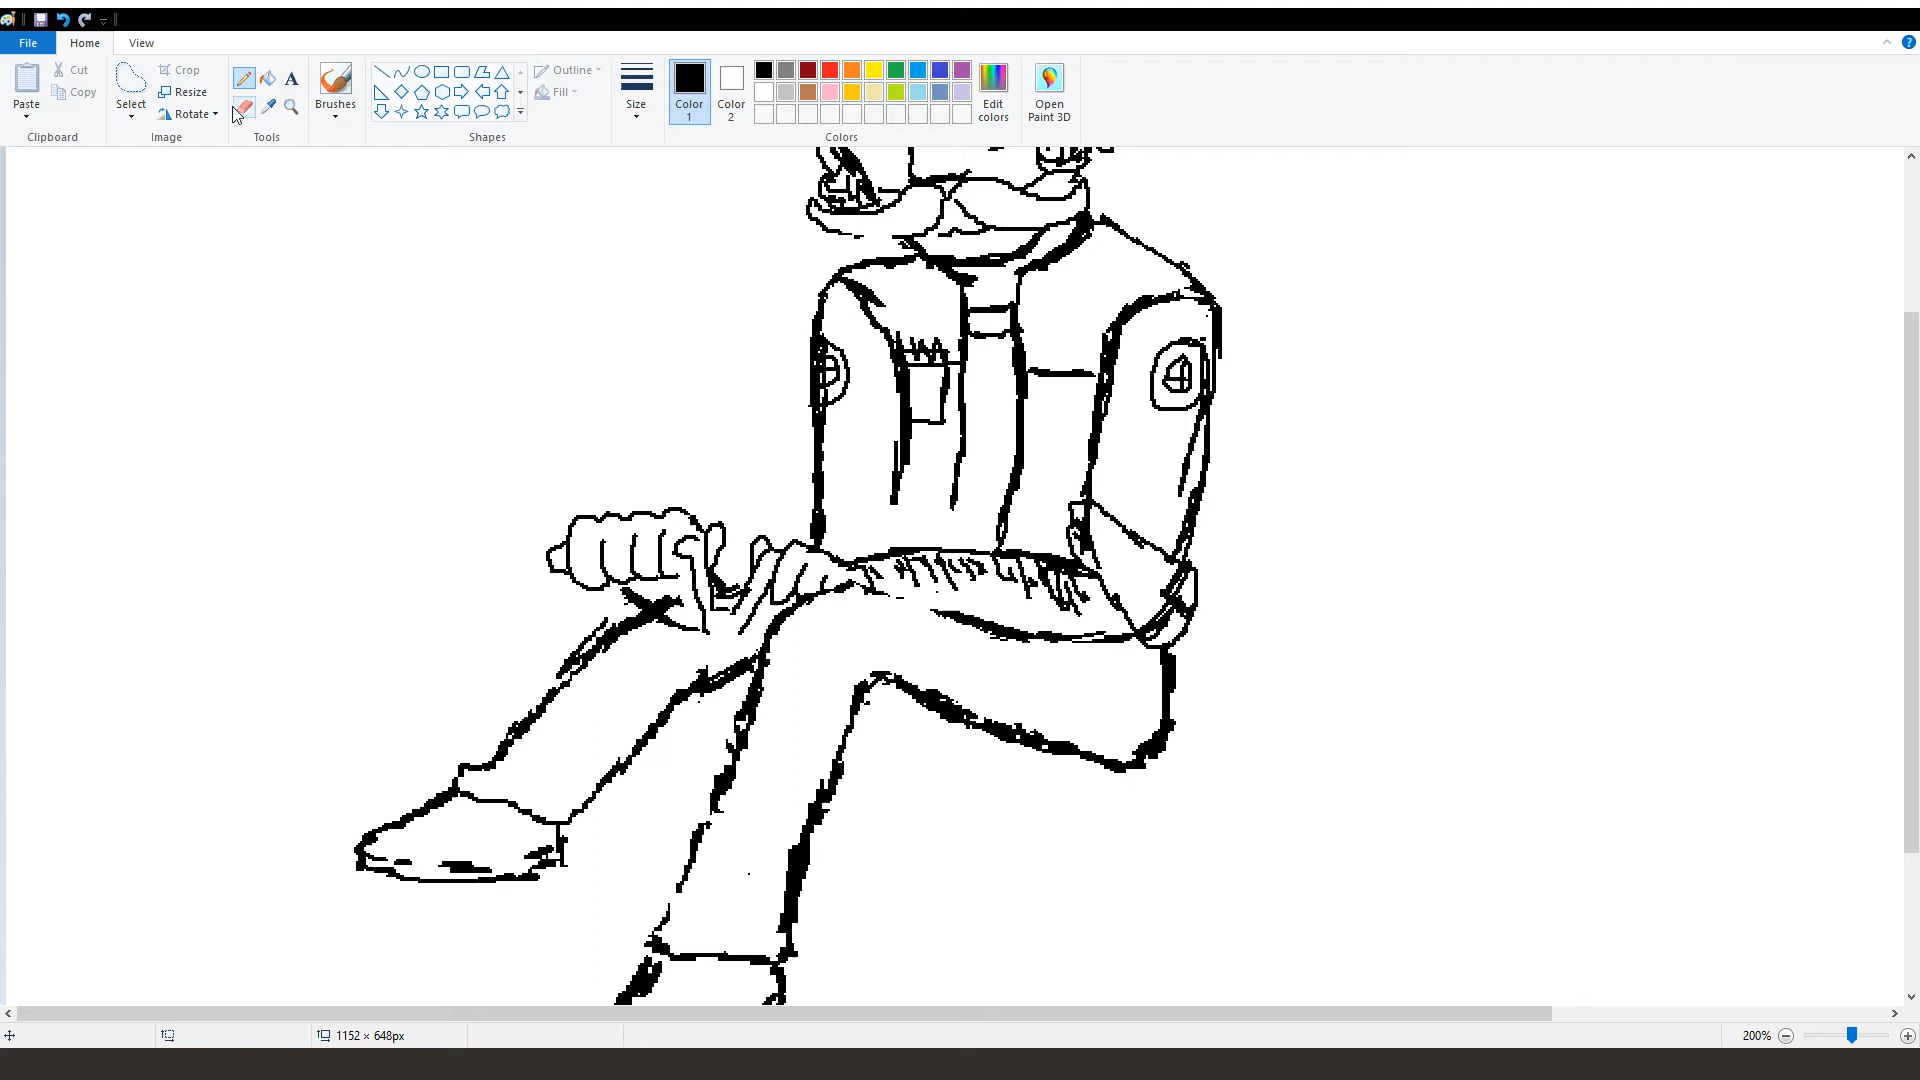 File Home View
Paste Cut Copy Clipboard
Select Crop Resize Rotate Image
A
Tools
Brushes
Outline Fill Shapes
Size
Color 1
Color 2
Edit colors
Colors
Open Paint 3D
1152 × 648px
200%